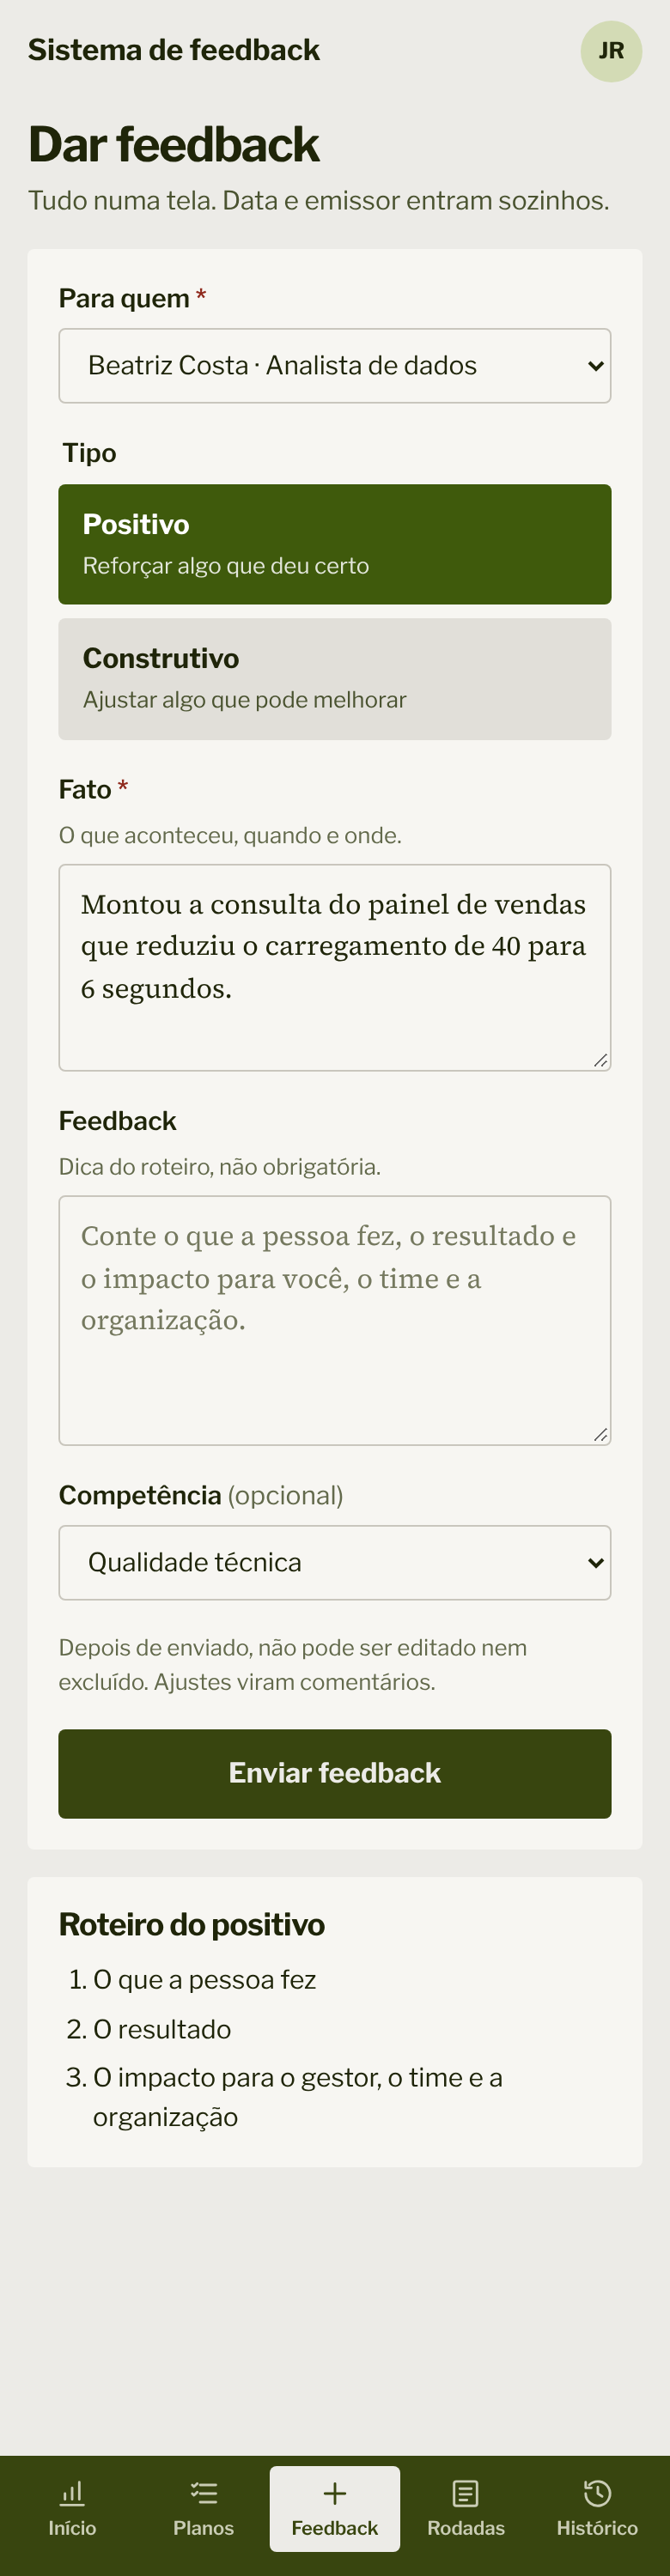 Sistema de feedback
JR
Dar feedback
Tudo numa tela. Data e emissor entram sozinhos.
Para quem *
Beatriz Costa · Analista de dados
Tipo
Positivo
Reforçar algo que deu certo
Construtivo
Ajustar algo que pode melhorar
Fato *
O que aconteceu, quando e onde.
Montou a consulta do painel de vendas
que reduziu o carregamento de 40 para
6 segundos.
Feedback
Dica do roteiro, não obrigatória.
Conte o que a pessoa fez, o resultado e
o impacto para você, o time e a
organização.
Competência (opcional)
Qualidade técnica
Depois de enviado, não pode ser editado nem
excluído. Ajustes viram comentários.
Enviar feedback
Roteiro do positivo
1. O que a pessoa fez
2. O resultado
3. O impacto para o gestor, o time e a
organização
Início
Planos
Feedback
Rodadas
Histórico